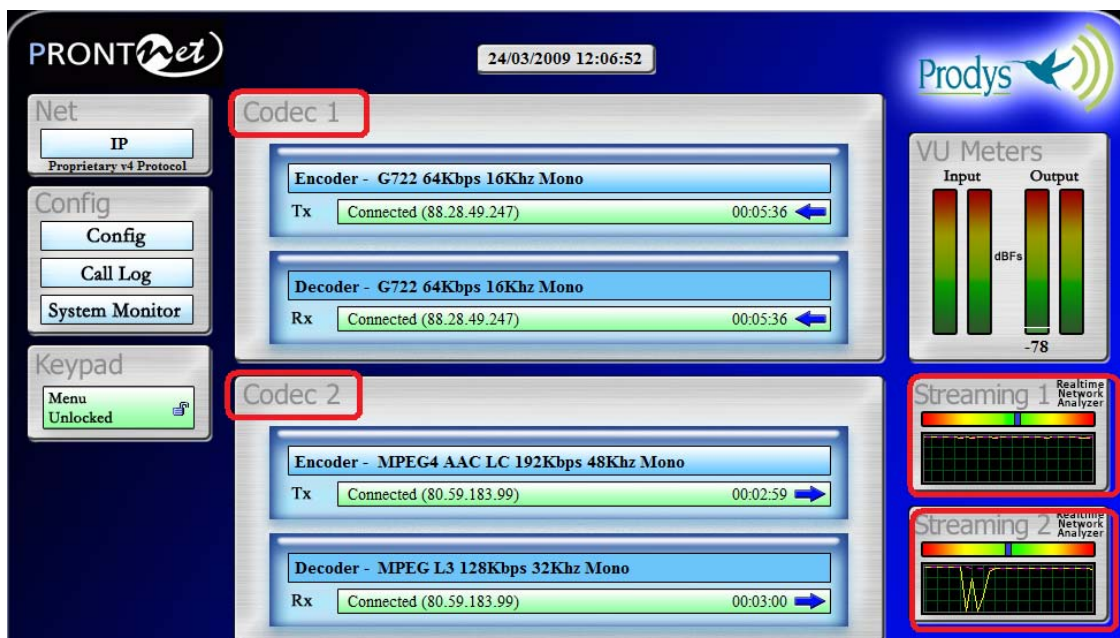 PRONTnet
24/03/2009 12:06:52
Prodys
Net
IP
Proprietary v4 Protocol
Config
Config
Call Log
System Monitor
Keypad
Menu
Unlocked
Codec 1
Encoder - G722 64Kbps 16Khz Mono
Tx Connected (88.28.49.247) 00:05:36
Decoder - G722 64Kbps 16Khz Mono
Rx Connected (88.28.49.247) 00:05:36
Codec 2
Encoder - MPEG4 AAC LC 192Kbps 48Khz Mono
Tx Connected (80.59.183.99) 00:02:59
Decoder - MPEG L3 128Kbps 32Khz Mono
Rx Connected (80.59.183.99) 00:03:00
VU Meters
Input Output
dBFs
-78
Streaming 1
Realtime
Network
Analyzer
Streaming 2
Realtime
Network
Analyzer